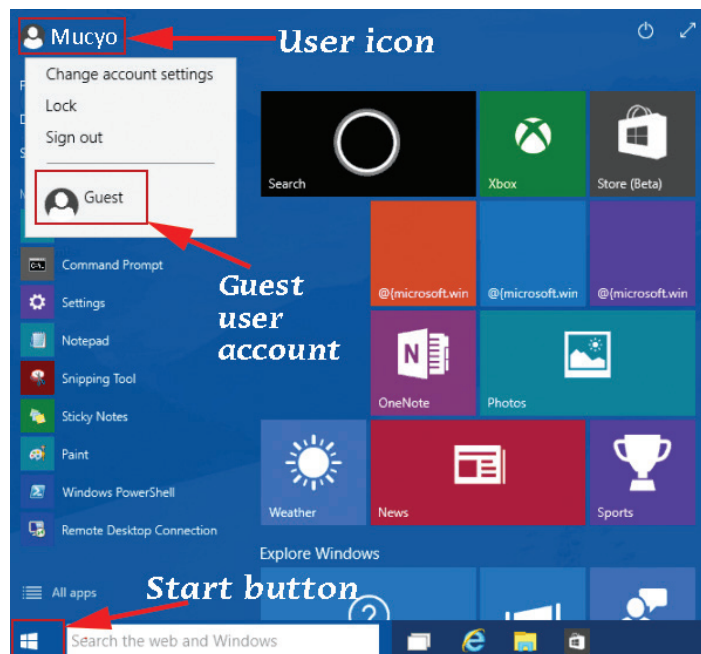 Mucyo
User icon
Change account settings
Lock
Sign out
Guest
Search
Xbox
Store (Beta)
Guest
user
account
@{microsoft.win
@{microsoft.win
@{microsoft.win
Command Prompt
Settings
Notepad
Snipping Tool
Sticky Notes
Paint
Windows PowerShell
Remote Desktop Connection
OneNote
Photos
Weather
News
Sports
Explore Windows
All apps
Start button
Search the web and Windows